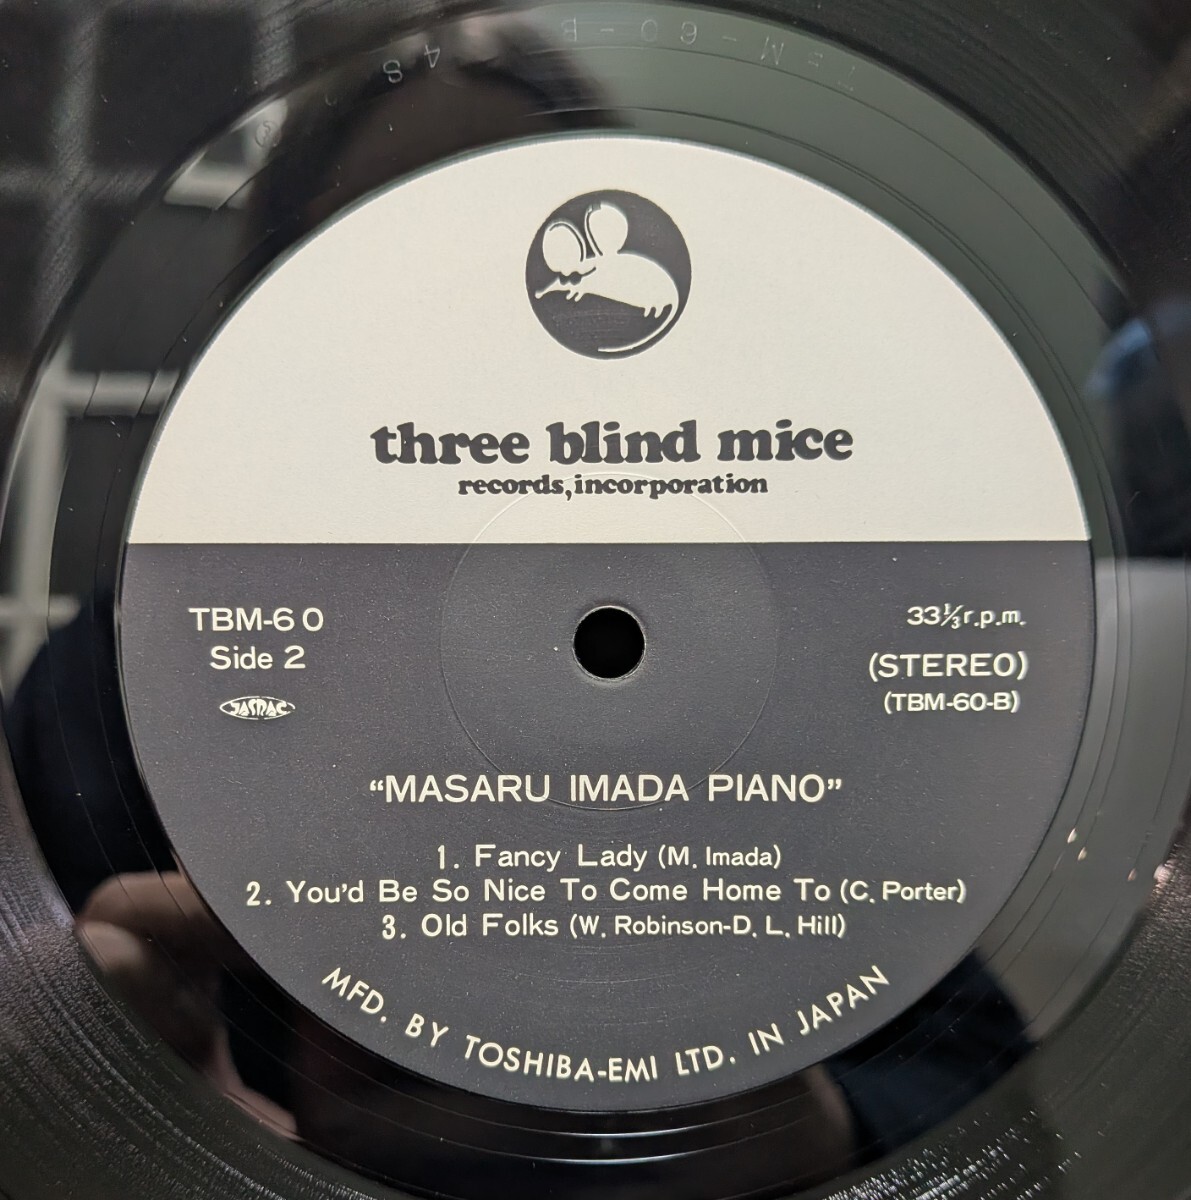 three blind mice
records, incorporation
TBM-60
Side 2
JASRAC
33⅓r.p.m.
(STEREO)
(TBM-60-B)
“MASARU IMADA PIANO”
1. Fancy Lady (M. Imada)
2. You'd Be So Nice To Come Home To (C. Porter)
3. Old Folks (W. Robinson-D. L. Hill)
MFD. BY TOSHIBA-EMI LTD. IN JAPAN